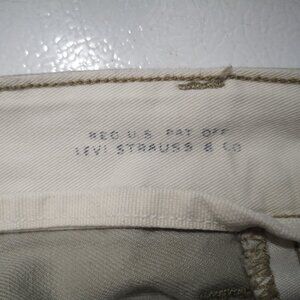 REG U.S. PAT OFF
LEVI STRAUSS & CO